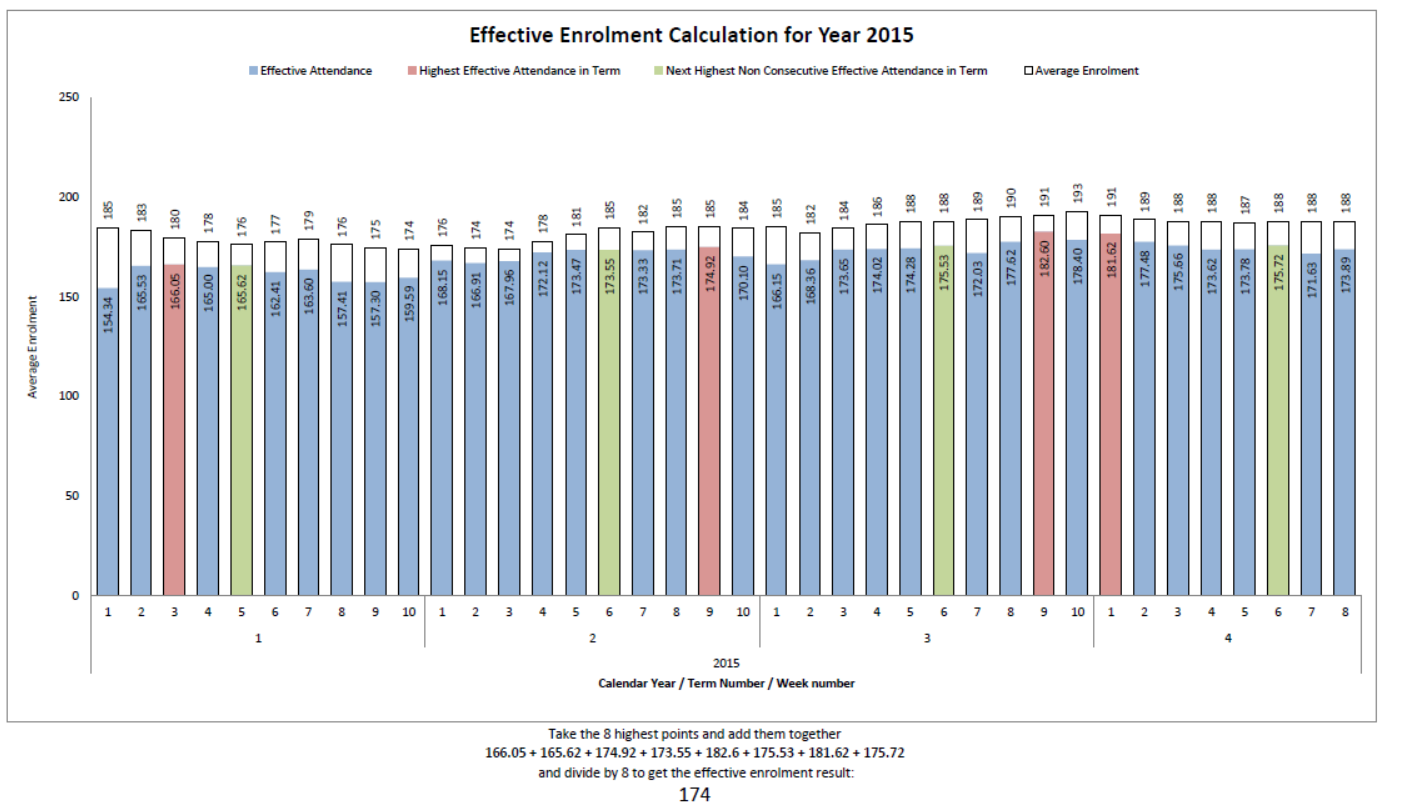 Effective Enrolment Calculation for Year 2015
Effective Attendance Highest Effective Attendance in Term Next Highest Non Consecutive Effective Attendance in Term Average Enrolment
250
200
150
100
50
0
Average Enrolment
185 183 180 178 176 177 179 176 175 174 176 174 174 178 181 185 182 185 185 184 185 182 184 186 188 188 189 190 191 193 191 189 188 188 187 188 188 188
154.34 165.53 166.05 165.00 165.62 162.41 163.60 157.41 157.30 159.59 168.15 166.91 167.96 172.12 173.47 173.55 173.33 173.71 174.92 170.10 166.15 168.36 173.65 174.02 174.28 175.53 172.03 177.62 182.60 178.40 181.62 177.48 175.66 173.62 173.78 175.72 171.63 173.89
1 2 3 4 5 6 7 8 9 10 1 2 3 4 5 6 7 8 9 10 1 2 3 4 5 6 7 8 9 10 1 2 3 4 5 6 7 8
1 2 3 4
2015
Calendar Year / Term Number / Week number
Take the 8 highest points and add them together
166.05 + 165.62 + 174.92 + 173.55 + 182.6 + 175.53 + 181.62 + 175.72
and divide by 8 to get the effective enrolment result:
174